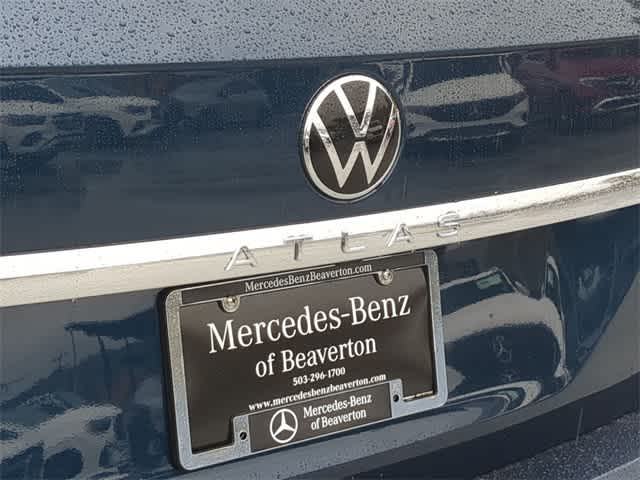 ATLAS
MercedesBenzBeaverton.com
Mercedes-Benz
of Beaverton
503-296-1700
www.mercedesbenzbeaverton.com
Mercedes-Benz
of Beaverton